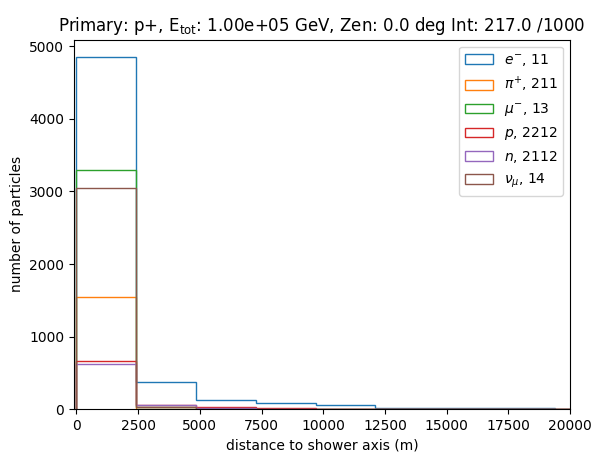 Primary: p+, E_tot: 1.00e+05 GeV, Zen: 0.0 deg Int: 217.0 /1000
5000
4000
3000
2000
1000
0
number of particles
e⁻, 11
π⁺, 211
μ⁻, 13
p, 2212
n, 2112
ν_μ, 14
0 2500 5000 7500 10000 12500 15000 17500 20000
distance to shower axis (m)